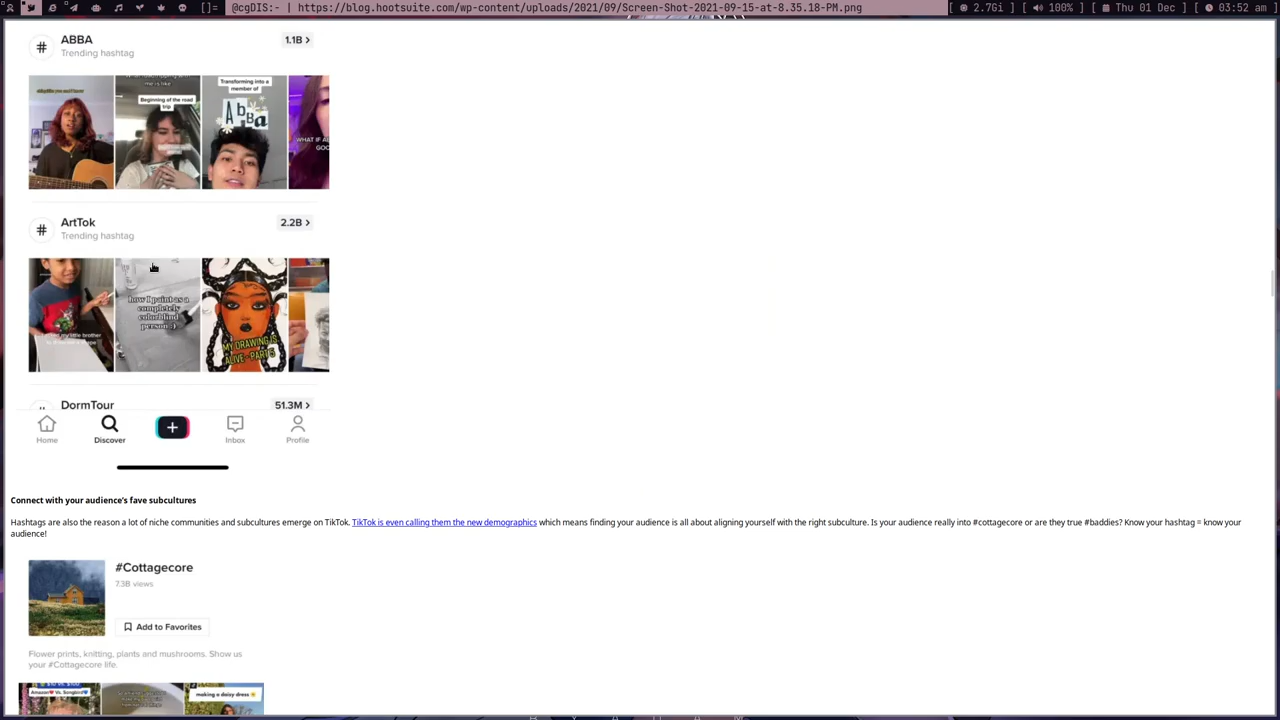 []= @cgDIS:~ | https://blog.hootsuite.com/wp-content/uploads/2021/09/Screen-Shot-2021-09-15-at-8.35.18-PM.png [ 2.7Gi ] [ 100% ] [ Thu 01 Dec ] [ 03:52 am ]
# ABBA 1.1B >
Trending hashtag
Beginning of the road
trip
Transforming into a
member of
AbBa
WHAT IF
# ArtTok 2.2B >
Trending hashtag
my little brother
how I paint as a
completely
colorblind
person :)
MY DRAWING IS
ALIVE - PART 5
# DormTour 51.3M >
Home Discover + Inbox Profile
Connect with your audience's fave subcultures
Hashtags are also the reason a lot of niche communities and subcultures emerge on TikTok. TikTok is even calling them the new demographics which means finding your audience is all about aligning yourself with the right subculture. Is your audience really into #cottagecore or are they true #baddies? Know your hashtag = know your
audience!
#Cottagecore
7.3B views
Add to Favorites
Flower prints, knitting, plants and mushrooms. Show us
your #Cottagecore life.
Amazon❤️ Vs. Songbird💙
making a daisy dress